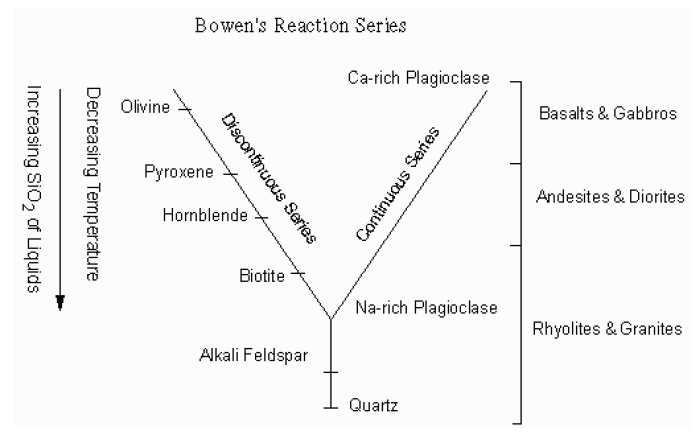 Bowen's Reaction Series
Increasing SiO₂ of Liquids
Decreasing Temperature
Olivine
Pyroxene
Hornblende
Biotite
Discontinuous Series
Continuous Series
Ca-rich Plagioclase
Na-rich Plagioclase
Alkali Feldspar
Quartz
Basalts & Gabbros
Andesites & Diorites
Rhyolites & Granites